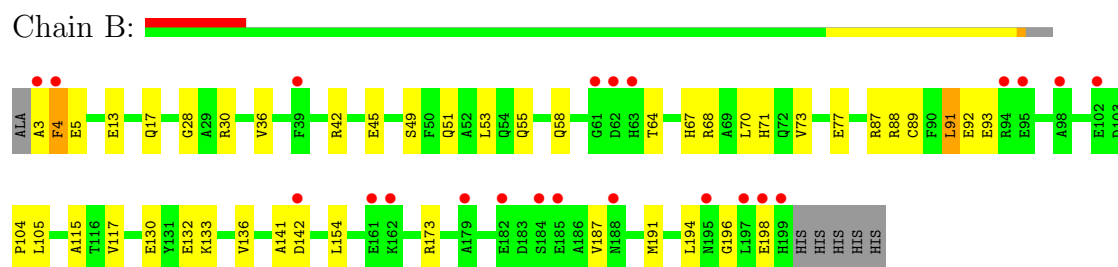 Chain B:
ALA A3 F4 E5 E13 Q17 G28 A29 R30 V36 F39 R42 E45 S49 F50 Q51 A52 L53 Q54 Q55 Q58 G61 D62 H63 T64 H67 R68 A69 L70 H71 Q72 V73 E77 R87 R88 C89 F90 L91 E92 E93 R94 E95 A98 E102 D103
P104 L105 A115 T116 V117 E130 Y131 E132 K133 V136 A141 D142 L154 E161 K162 R173 A179 E182 D183 S184 E185 A186 V187 N188 M191 L194 N195 G196 L197 E198 H199 HIS HIS HIS HIS HIS